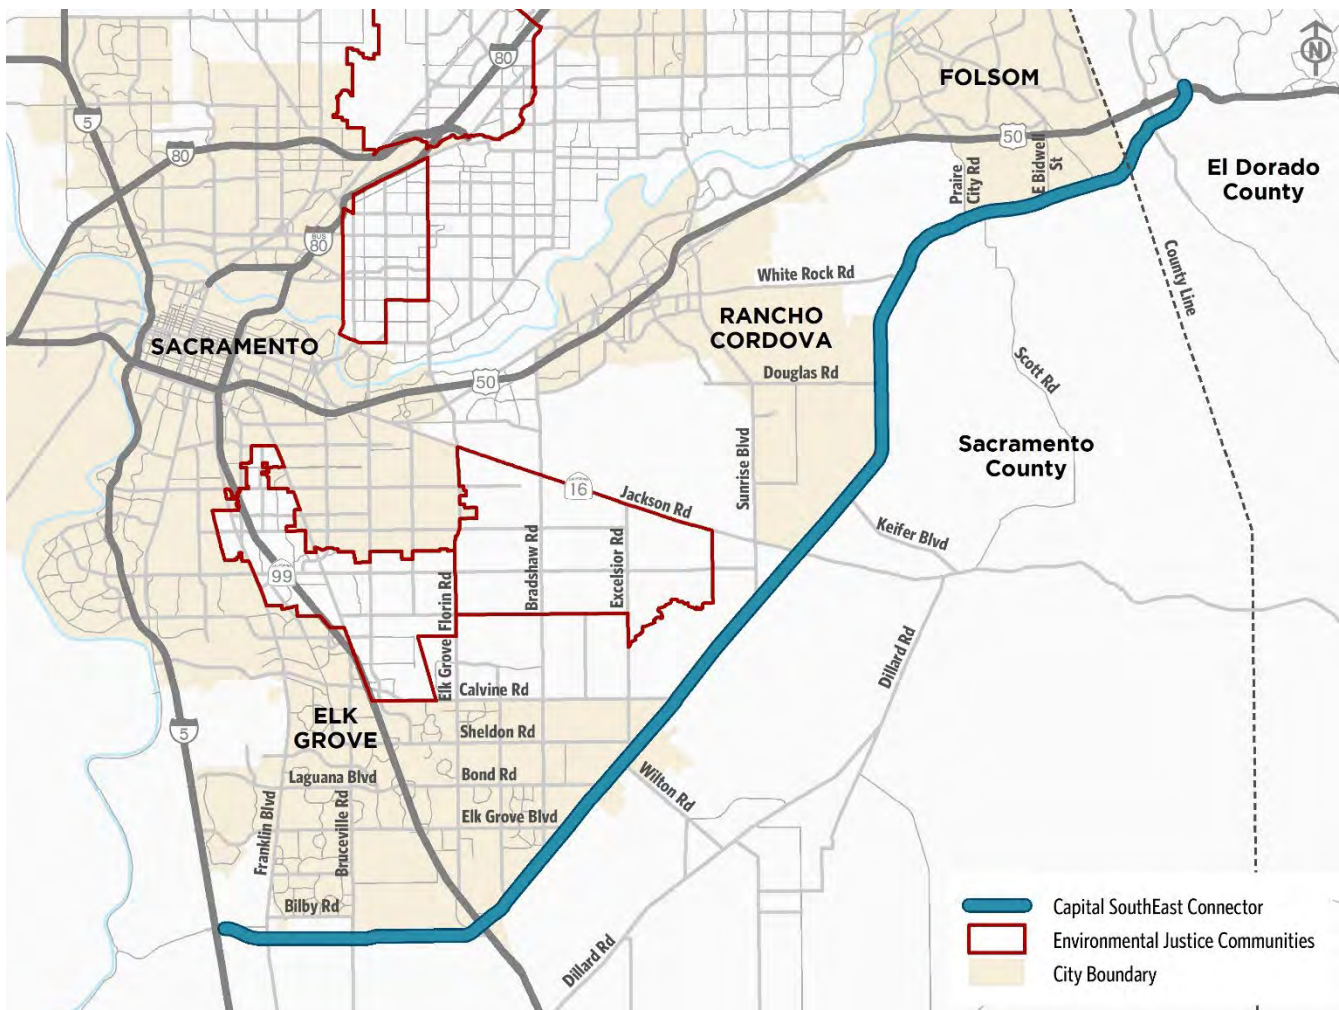 80
N
5
FOLSOM
50
80
Praire
City Rd
E Bidwell
St
El Dorado
County
BUS
80
County Line
White Rock Rd
RANCHO
CORDOVA
SACRAMENTO
Scott Rd
Douglas Rd
50
Sunrise Blvd
Sacramento
County
16
Jackson Rd
Keifer Blvd
Bradshaw Rd
Excelsior Rd
99
Elk Grove Florin Rd
Dillard Rd
Calvine Rd
ELK
GROVE
5
Sheldon Rd
Laguana Blvd
Bond Rd
Wilton Rd
Franklin Blvd
Bruceville Rd
Elk Grove Blvd
Bilby Rd
Dillard Rd
Capital SouthEast Connector
Environmental Justice Communities
City Boundary